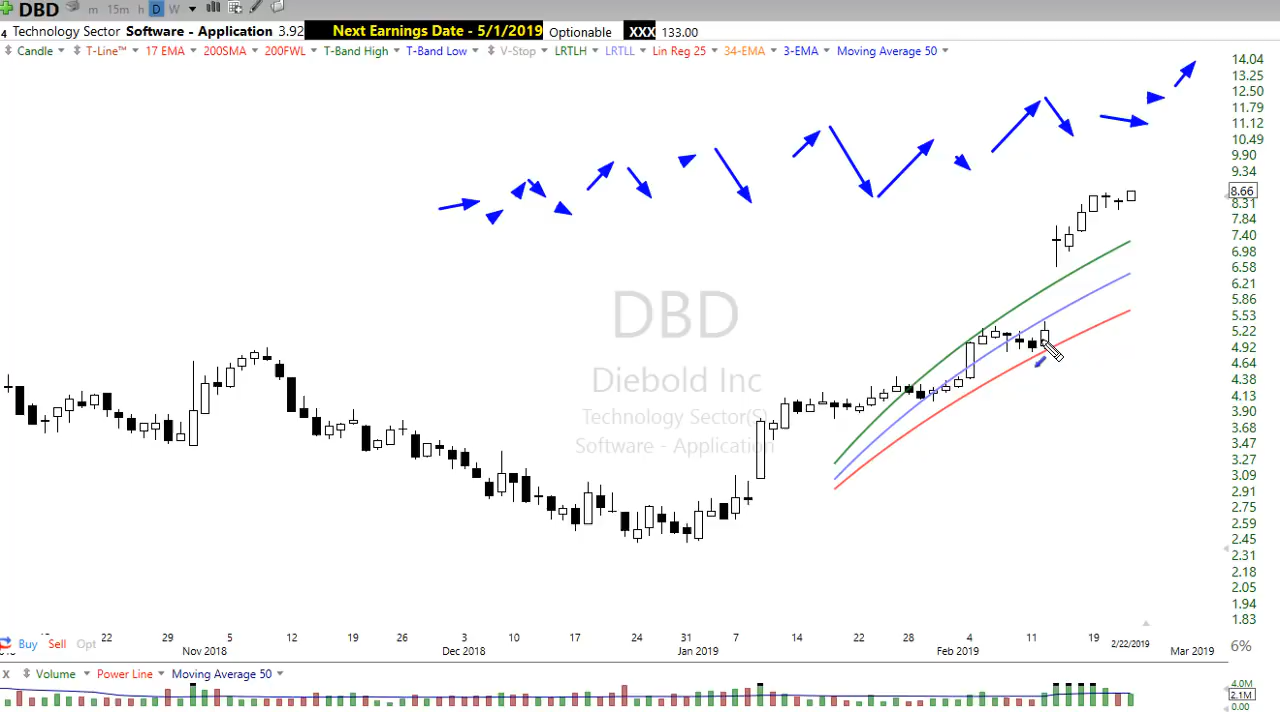 DBD m 15m h D W
4 Technology Sector Software - Application 3.92 Next Earnings Date - 5/1/2019 Optionable XXX 133.00
Candle T-Line™ 17 EMA 200SMA 200FWL T-Band High T-Band Low V-Stop LRTLH LRTLL Lin Reg 25 34-EMA 3-EMA Moving Average 50
14.04
13.25
12.50
11.79
11.12
10.49
9.90
9.34
8.66
8.31
7.84
7.40
6.98
6.58
6.21
5.86
5.53
5.22
4.92
4.64
4.38
4.13
3.90
3.68
3.47
3.27
3.09
2.91
2.75
2.59
2.45
2.31
2.18
2.05
1.94
1.83
DBD
Diebold Inc
Technology Sector(S)
Software - Application
Buy Sell Opt
22 29 5 12 19 26 3 10 17 24 31 7 14 22 28 4 11 19 2/22/2019 6%
Nov 2018 Dec 2018 Jan 2019 Feb 2019 Mar 2019
X Volume Power Line Moving Average 50
4.0M
2.1M
0.00